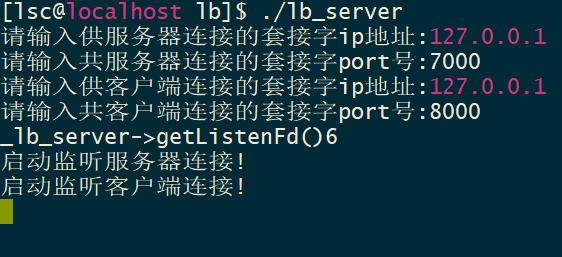 [lsc@localhost lb]$ ./lb_server
请输入供服务器连接的套接字ip地址:127.0.0.1
请输入共服务器连接的套接字port号:7000
请输入供客户端连接的套接字ip地址:127.0.0.1
请输入共客户端连接的套接字port号:8000
_lb_server->getListenFd()6
启动监听服务器连接!
启动监听客户端连接!